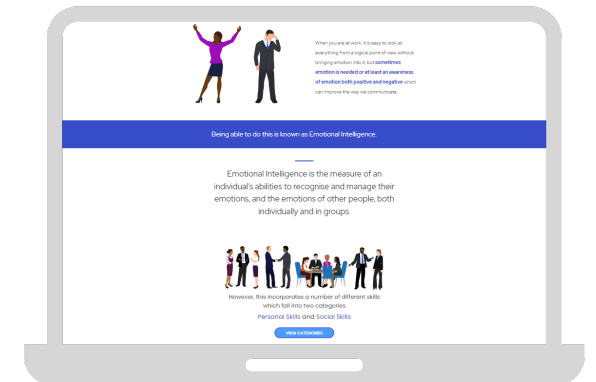 When you are at work, it is easy to look at
everything from a logical point of view without
bringing emotion into it, but sometimes
emotion is needed or at least an awareness
of emotion both positive and negative which
can improve the way we communicate.
Being able to do this is known as Emotional Intelligence.
Emotional Intelligence is the measure of an
individual's abilities to recognise and manage their
emotions, and the emotions of other people, both
individually and in groups.
However, this incorporates a number of different skills
which fall into two categories
Personal Skills and Social Skills
VIEW CATEGORIES